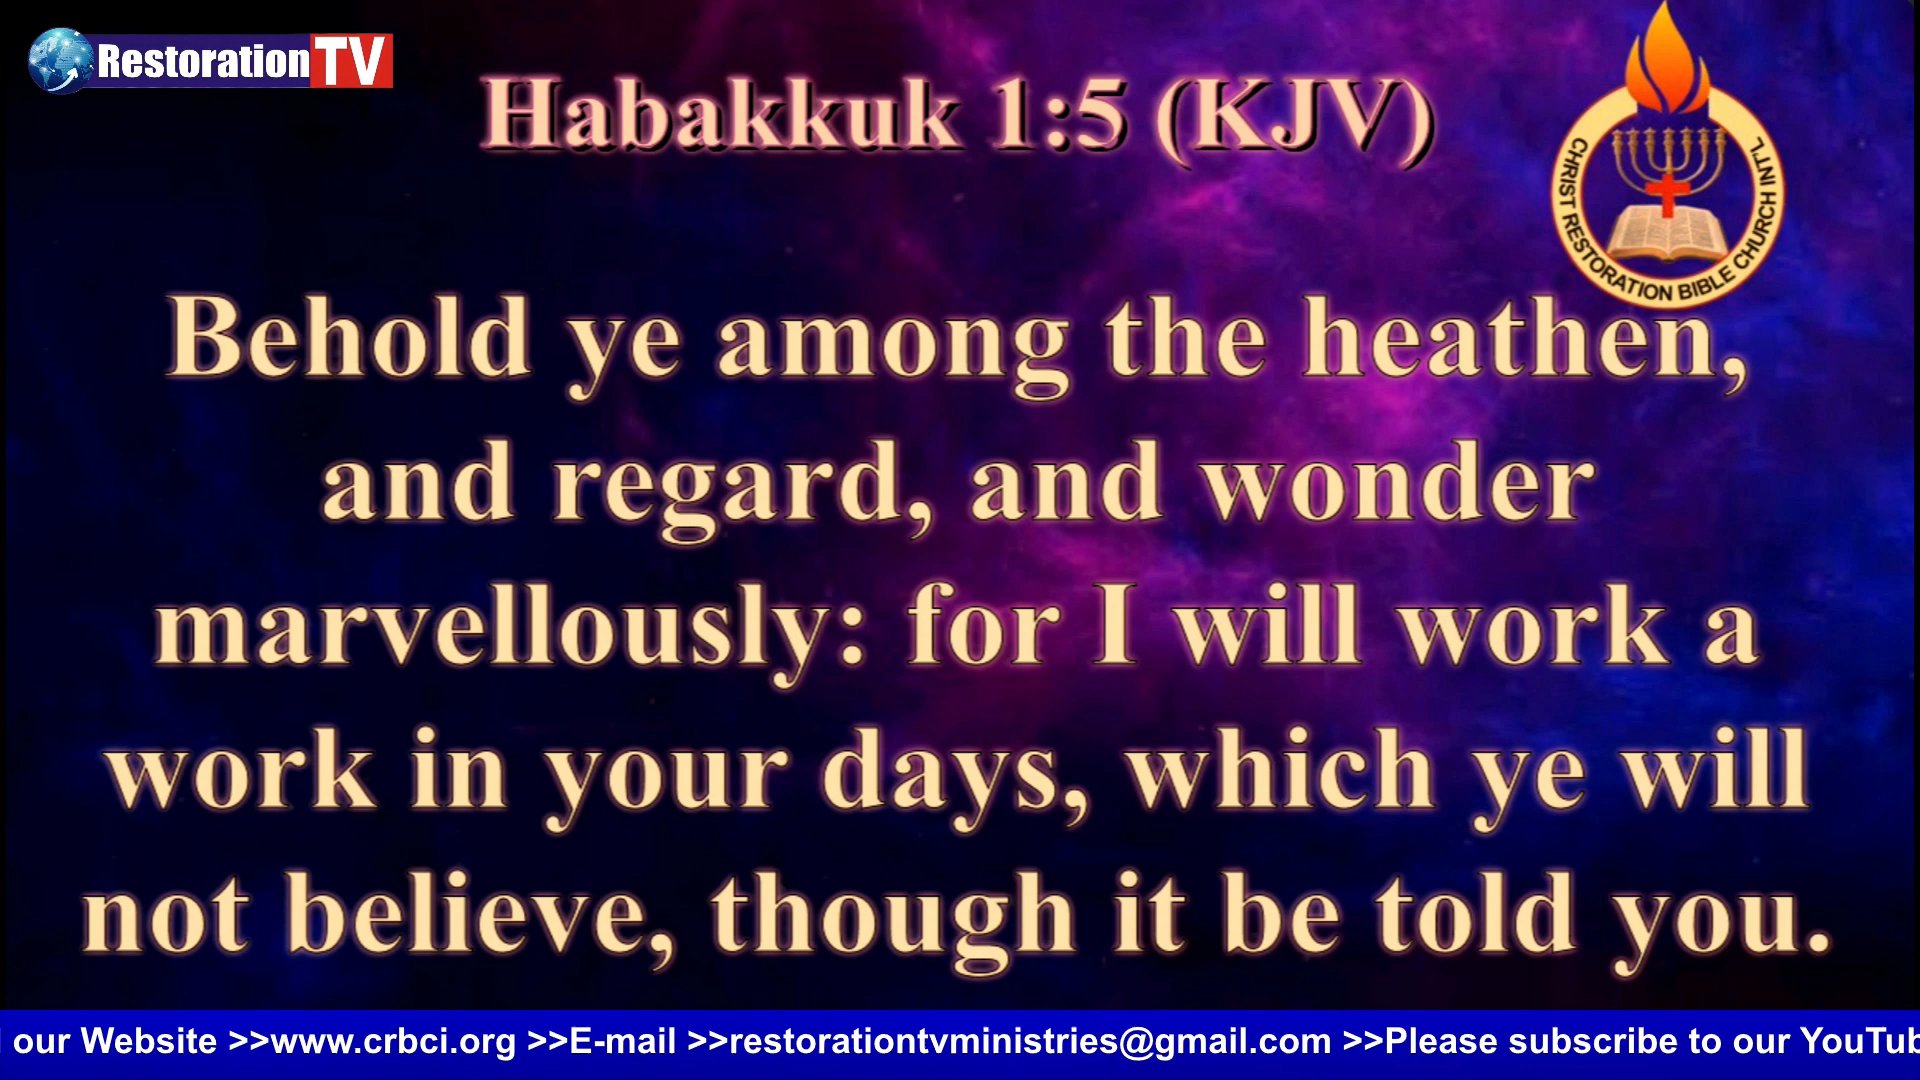 RestorationTV
Habakkuk 1:5 (KJV)
CHRIST RESTORATION BIBLE CHURCH INT'L
Behold ye among the heathen,
and regard, and wonder
marvellously: for I will work a
work in your days, which ye will
not believe, though it be told you.
our Website >>www.crbci.org >>E-mail >>restorationtvministries@gmail.com >>Please subscribe to our YouTub